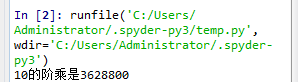 In [2]: runfile('C:/Users/
Administrator/.spyder-py3/temp.py',
wdir='C:/Users/Administrator/.spyder-
py3')
10的阶乘是3628800